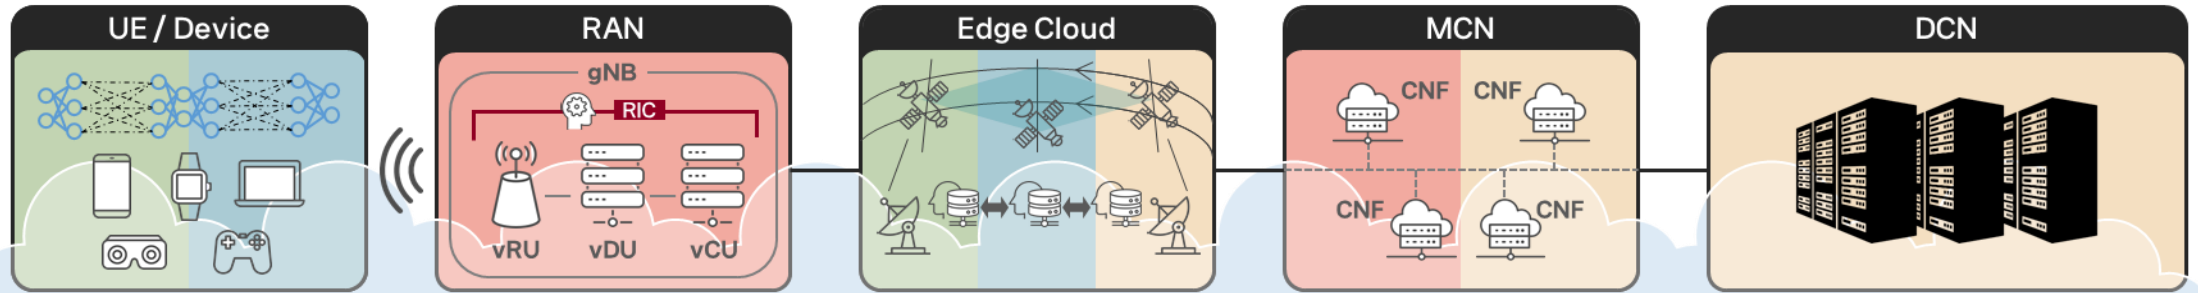 UE / Device
RAN
Edge Cloud
MCN
DCN
gNB
RIC
vRU
vDU
vCU
CNF
CNF
CNF
CNF